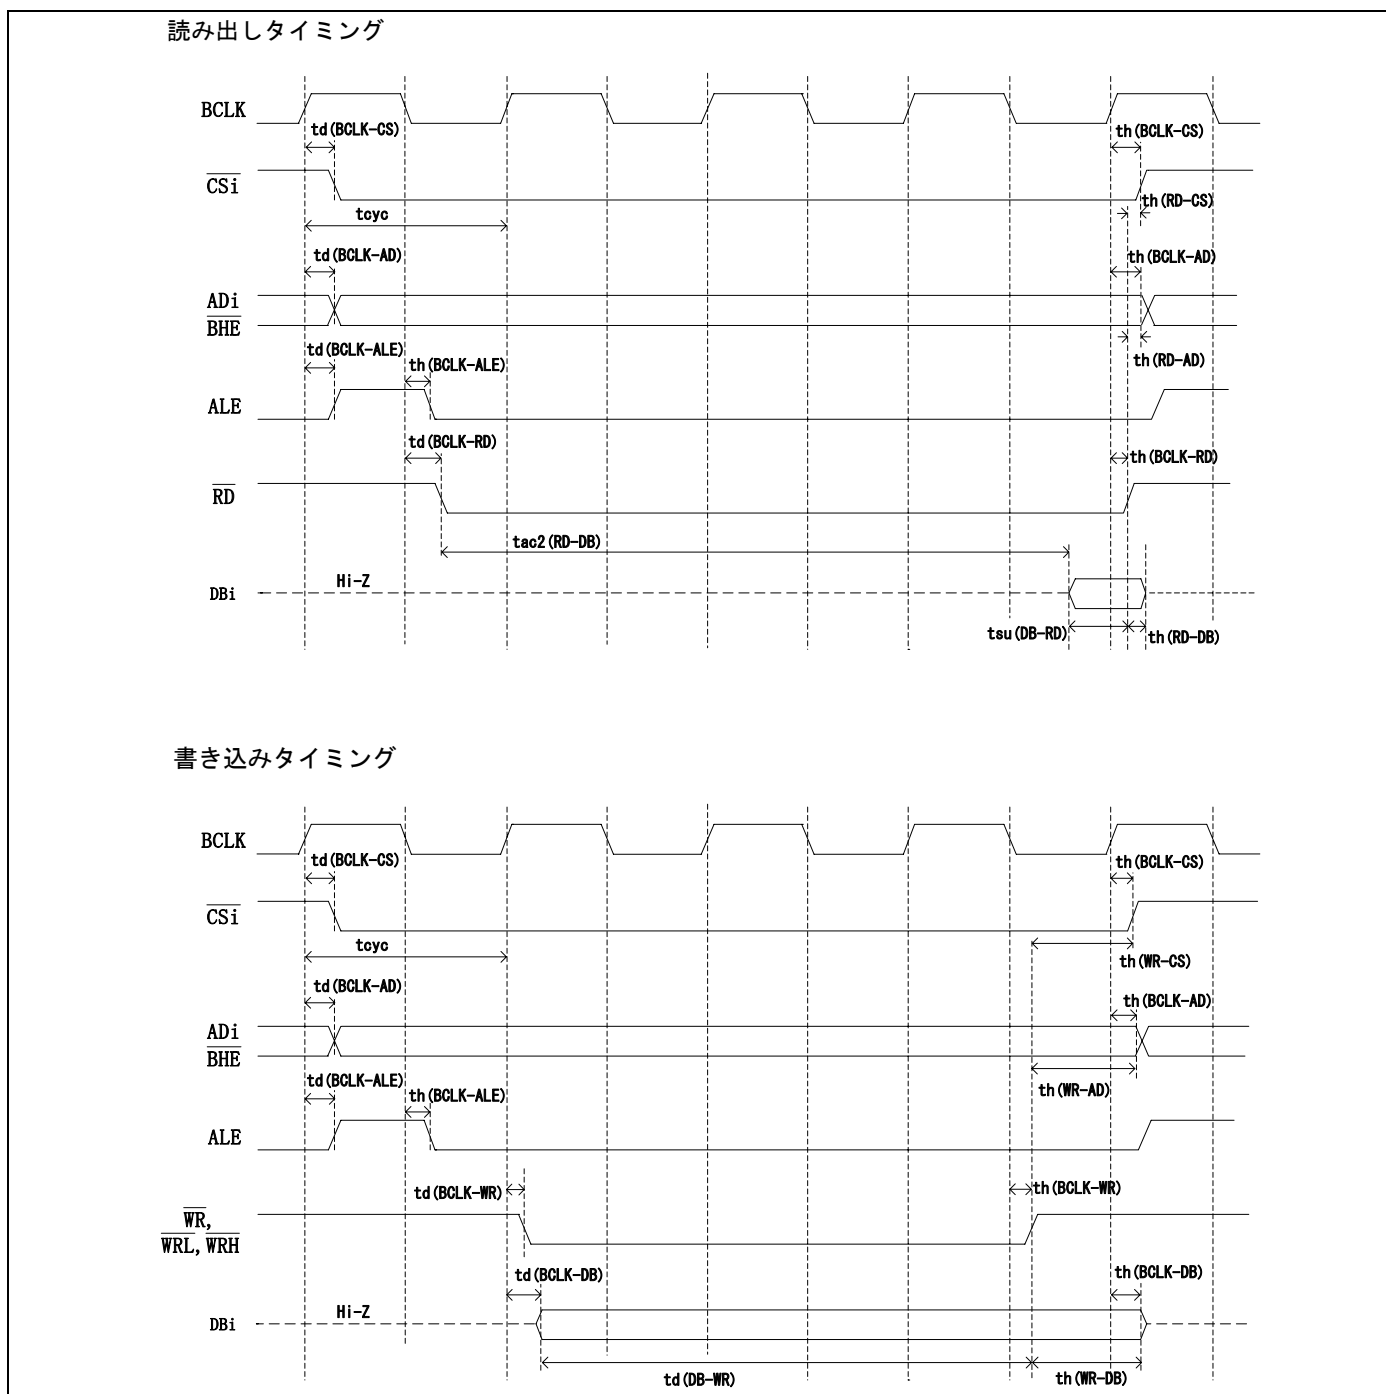 読み出しタイミング
BCLK
td(BCLK-CS)
th(BCLK-CS)
CSi
th(RD-CS)
tcyc
td(BCLK-AD)
th(BCLK-AD)
ADi
BHE
td(BCLK-ALE)
th(BCLK-ALE)
th(RD-AD)
ALE
td(BCLK-RD)
th(BCLK-RD)
RD
tac2(RD-DB)
Hi-Z
DBi
tsu(DB-RD)
th(RD-DB)
書き込みタイミング
BCLK
td(BCLK-CS)
th(BCLK-CS)
CSi
tcyc
th(WR-CS)
td(BCLK-AD)
th(BCLK-AD)
ADi
BHE
td(BCLK-ALE)
th(BCLK-ALE)
th(WR-AD)
ALE
td(BCLK-WR)
th(BCLK-WR)
WR,
WRL, WRH
td(BCLK-DB)
th(BCLK-DB)
Hi-Z
DBi
td(DB-WR)
th(WR-DB)